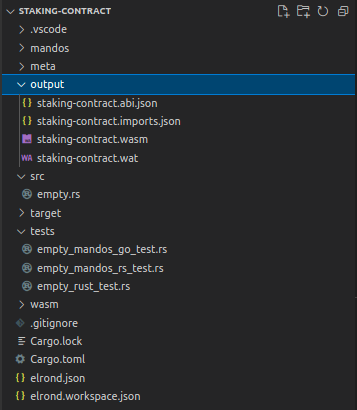 STAKING-CONTRACT
.vscode
mandos
meta
output
{} staking-contract.abi.json
{} staking-contract.imports.json
staking-contract.wasm
WA staking-contract.wat
src
empty.rs
target
tests
empty_mandos_go_test.rs
empty_mandos_rs_test.rs
empty_rust_test.rs
wasm
.gitignore
Cargo.lock
Cargo.toml
{} elrond.json
{} elrond.workspace.json